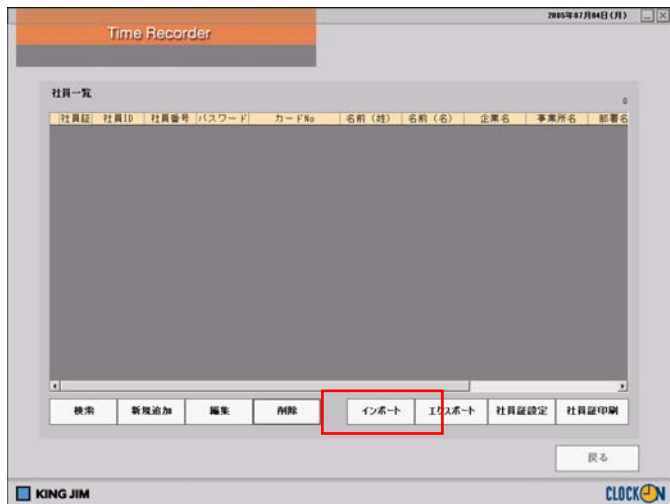 2005年07月04日(月)
Time Recorder
社員一覧
0
社員証 社員ID 社員番号 パスワード カードNo 名前(姓) 名前(名) 企業名 事業所名 部署名
検索 新規追加 編集 削除 インポート エクスポート 社員証設定 社員証印刷
戻る
KING JIM
CLOCK ON